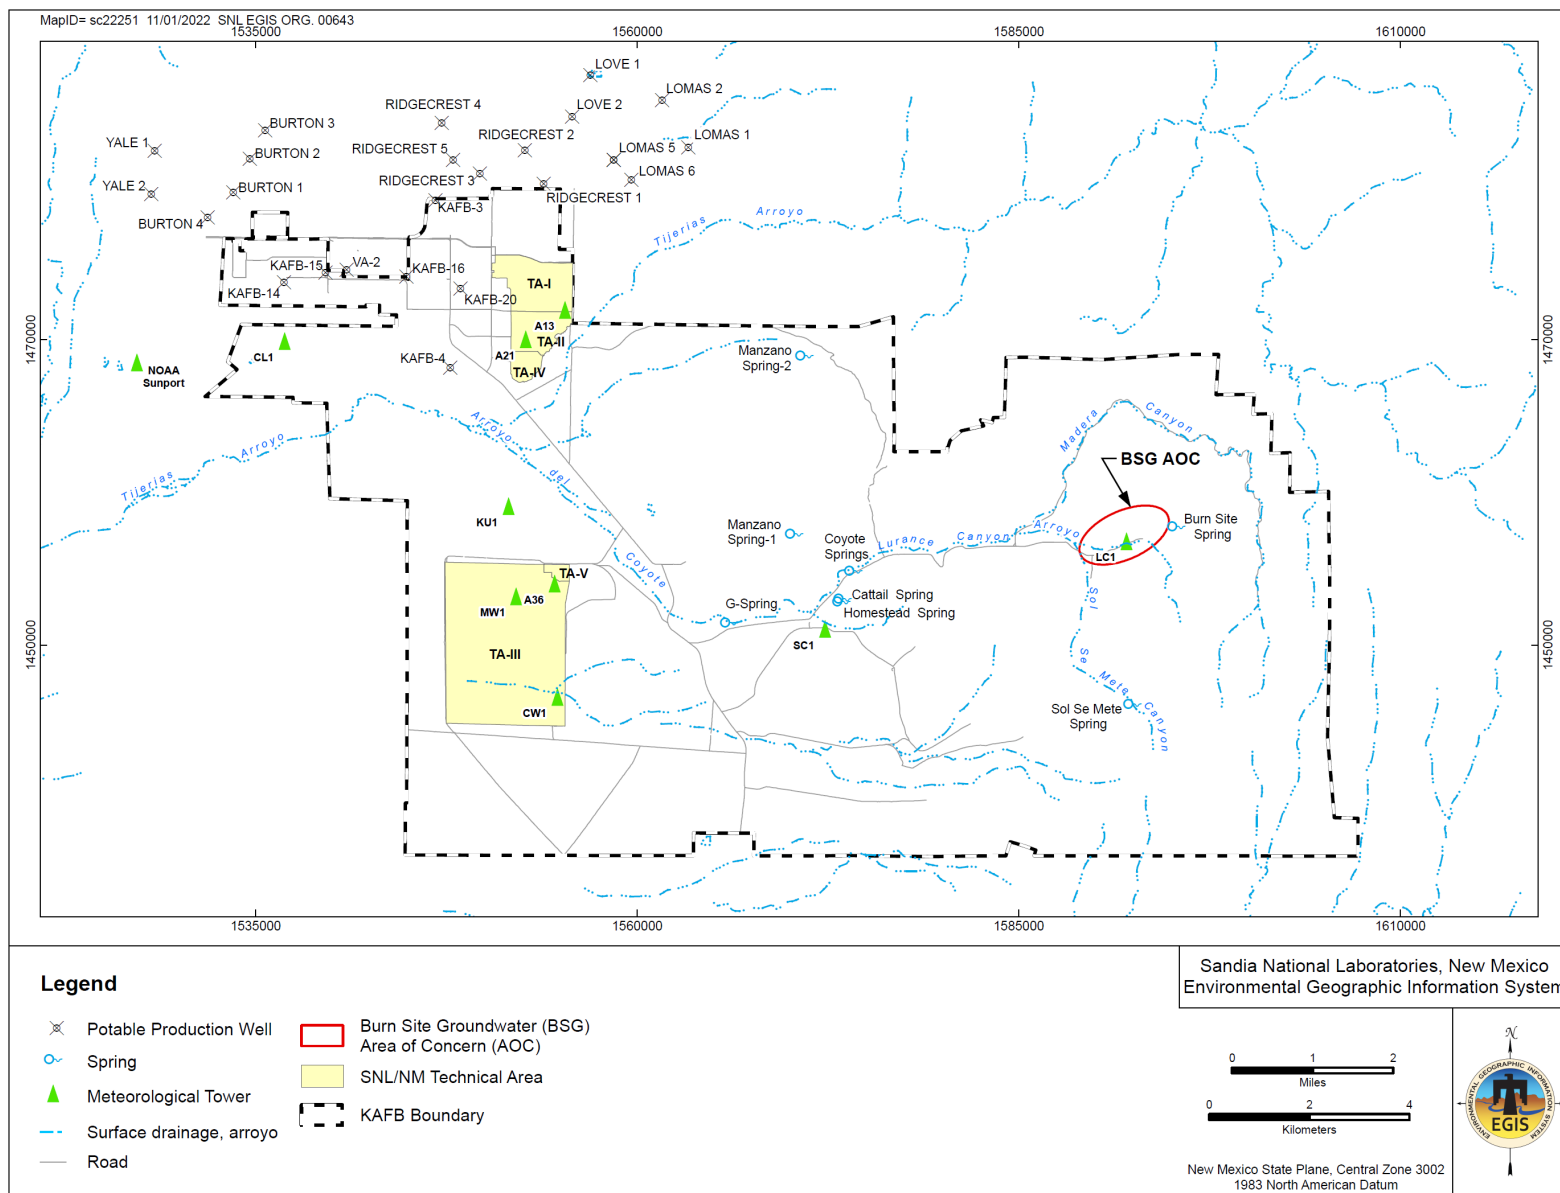 MapID= sc22251 11/01/2022 SNL EGIS ORG. 00643
1535000
1560000
1585000
1610000
LOVE 1
LOMAS 2
RIDGECREST 4
LOVE 2
BURTON 3
RIDGECREST 2
LOMAS 1
YALE 1
BURTON 2
RIDGECREST 5
LOMAS 5
LOMAS 6
RIDGECREST 3
YALE 2
BURTON 1
RIDGECREST 1
KAFB-3
BURTON 4
Tijerias Arroyo
KAFB-15
VA-2
KAFB-16
KAFB-14
KAFB-20
TA-I
A13
TA-II
A21
TA-IV
KAFB-4
CL1
NOAA
Sunport
1470000
1470000
Manzano
Spring-2
Tijerias Arroyo
Arroyo del Coyote
Madera Canyon
BSG AOC
KU1
Manzano
Spring-1
Coyote
Springs
Lurance Canyon Arroyo
Burn Site
Spring
LC1
TA-V
A36
MW1
Cattail Spring
Homestead Spring
G-Spring
SC1
TA-III
1450000
1450000
Sol Se Mete Canyon
CW1
Sol Se Mete
Spring
1535000
1560000
1585000
1610000
Legend
Potable Production Well
Spring
Meteorological Tower
Surface drainage, arroyo
Road
Burn Site Groundwater (BSG)
Area of Concern (AOC)
SNL/NM Technical Area
KAFB Boundary
Sandia National Laboratories, New Mexico
Environmental Geographic Information System
0 1 2
Miles
0 2 4
Kilometers
New Mexico State Plane, Central Zone 3002
1983 North American Datum
N
ENVIRONMENTAL GEOGRAPHIC INFORMATION SYSTEM
EGIS